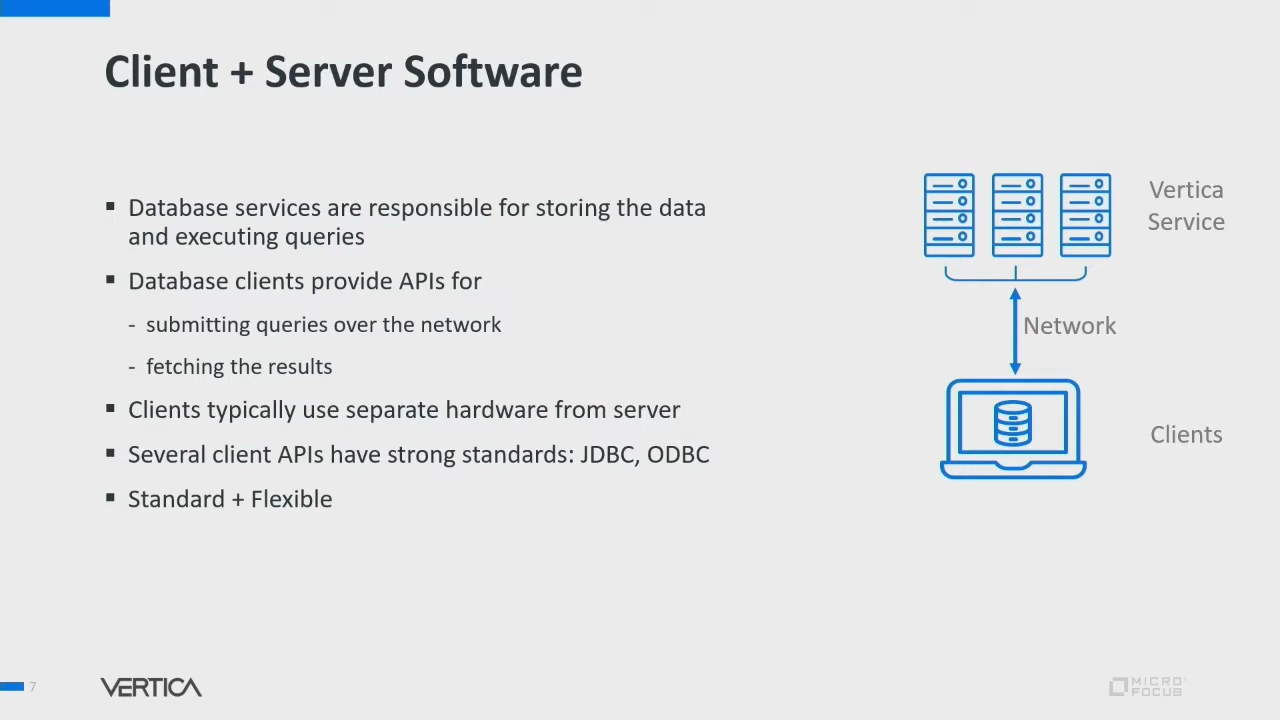 Client + Server Software
▪ Database services are responsible for storing the data
and executing queries
▪ Database clients provide APIs for
- submitting queries over the network
- fetching the results
▪ Clients typically use separate hardware from server
▪ Several client APIs have strong standards: JDBC, ODBC
▪ Standard + Flexible
Vertica
Service
Network
Clients
7
VERTICA
MICRO
FOCUS